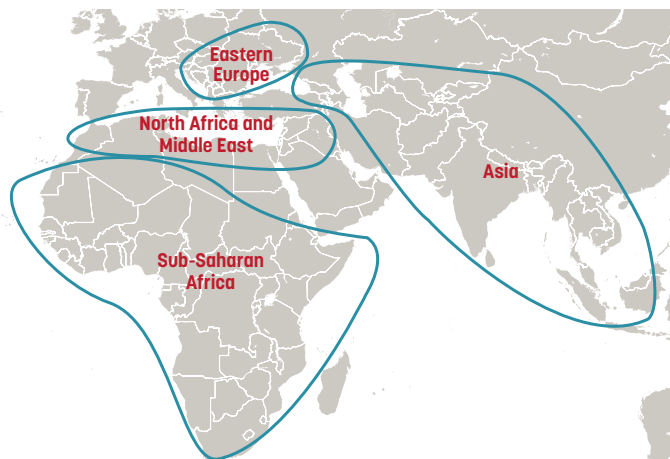 Eastern
Europe
North Africa and
Middle East
Asia
Sub-Saharan
Africa